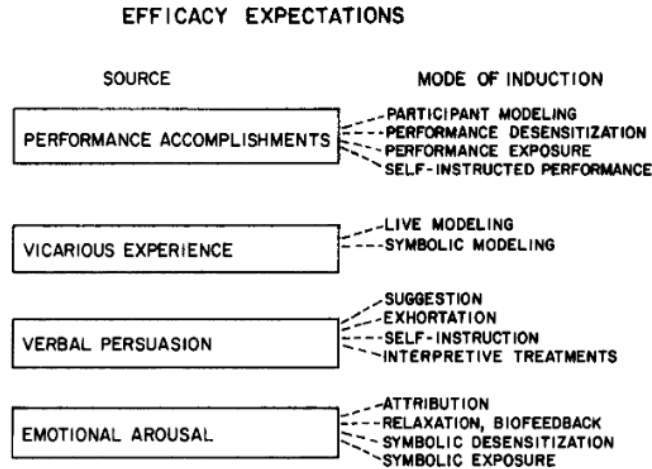 EFFICACY EXPECTATIONS
SOURCE MODE OF INDUCTION
PERFORMANCE ACCOMPLISHMENTS
PARTICIPANT MODELING
PERFORMANCE DESENSITIZATION
PERFORMANCE EXPOSURE
SELF-INSTRUCTED PERFORMANCE
VICARIOUS EXPERIENCE
LIVE MODELING
SYMBOLIC MODELING
VERBAL PERSUASION
SUGGESTION
EXHORTATION
SELF-INSTRUCTION
INTERPRETIVE TREATMENTS
EMOTIONAL AROUSAL
ATTRIBUTION
RELAXATION, BIOFEEDBACK
SYMBOLIC DESENSITIZATION
SYMBOLIC EXPOSURE